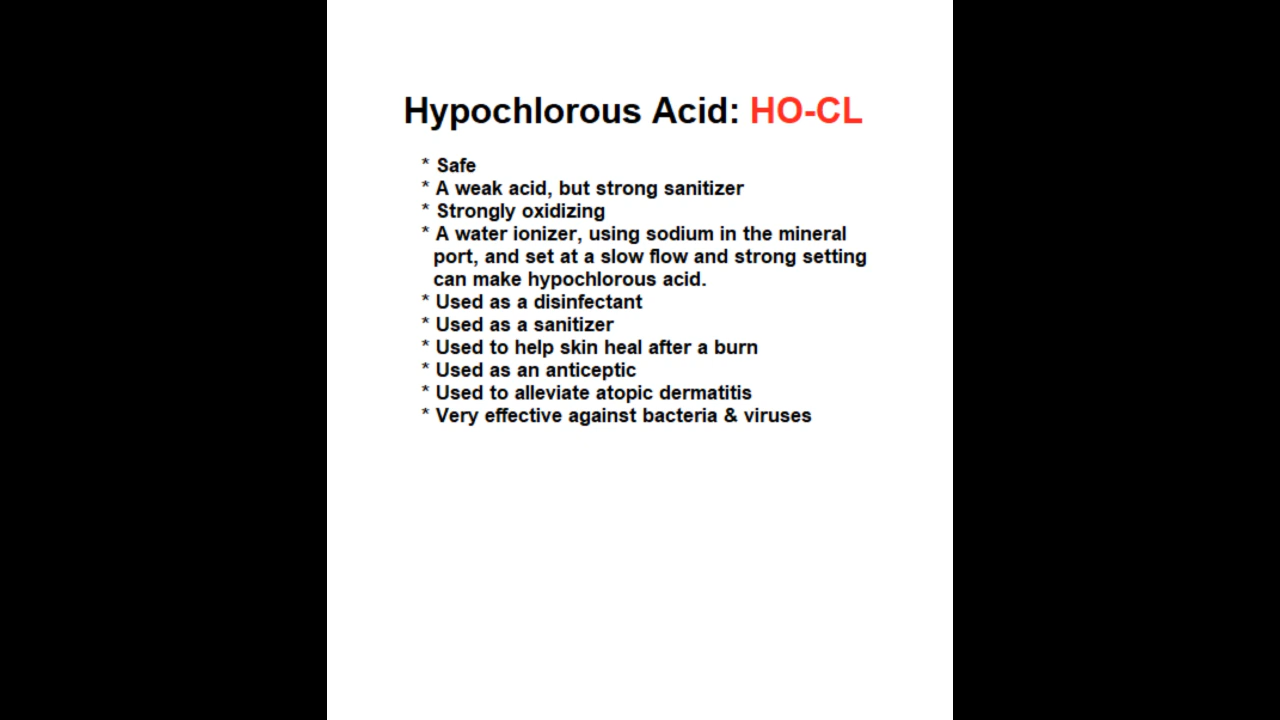 Hypochlorous Acid: HO-CL
* Safe
* A weak acid, but strong sanitizer
* Strongly oxidizing
* A water ionizer, using sodium in the mineral
port, and set at a slow flow and strong setting
can make hypochlorous acid.
* Used as a disinfectant
* Used as a sanitizer
* Used to help skin heal after a burn
* Used as an anticeptic
* Used to alleviate atopic dermatitis
* Very effective against bacteria & viruses